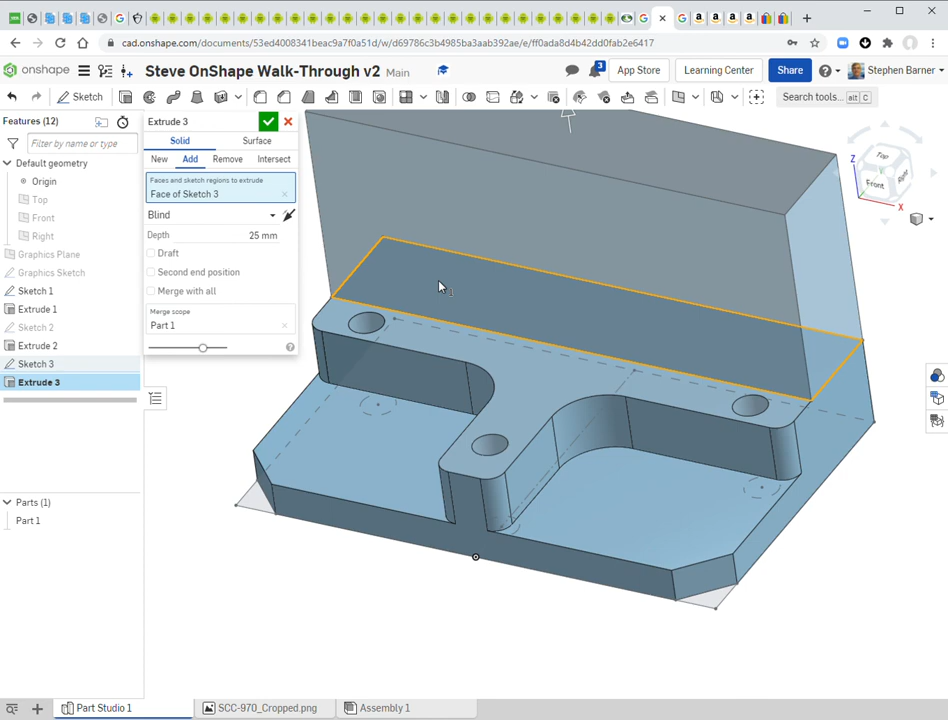 cad.onshape.com/documents/53ed4008341beac9a7f0a51d/w/d69786c3b4985ba3aab392ae/e/ff0ada8d4b42dd0fab2e6417
onshape
Steve OnShape Walk-Through v2 Main
3
App Store
Learning Center
Share
Stephen Barner
Sketch
Search tools... alt C
Features (12)
Filter by name or type
Default geometry
Origin
Top
Front
Right
Graphics Plane
Graphics Sketch
Sketch 1
Extrude 1
Sketch 2
Extrude 2
Sketch 3
Extrude 3
Parts (1)
Part 1
Extrude 3
Solid Surface
New Add Remove Intersect
Faces and sketch regions to extrude
Face of Sketch 3
Blind
Depth 25 mm
Draft
Second end position
Merge with all
Merge scope
Part 1
Z
Top
Front
Right
X
Part Studio 1
SCC-970_Cropped.png
Assembly 1